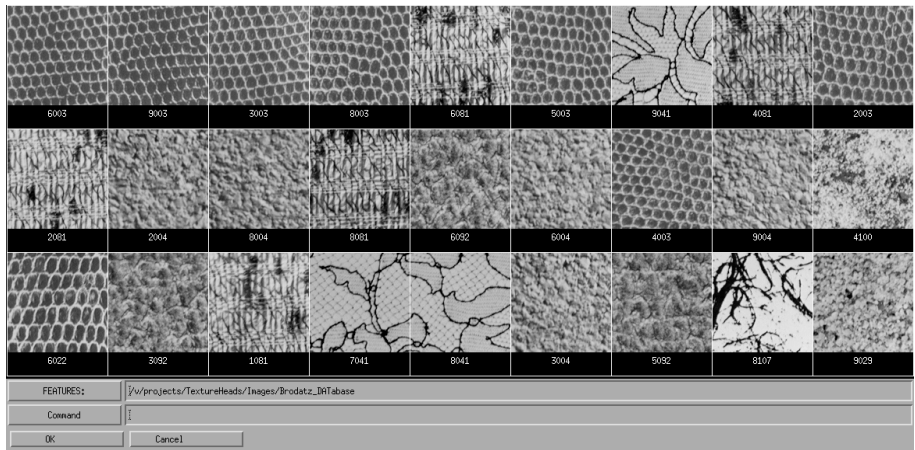 6003 9003 3003 8003 6081 5003 9041 4081 2003
2081 2004 8004 8081 6092 6004 4003 9004 4100
6022 3092 1081 7041 8041 3004 5092 8107 9029
FEATURES: /w/projects/TextureHeads/Images/Brodatz_DATabase
Command
OK Cancel